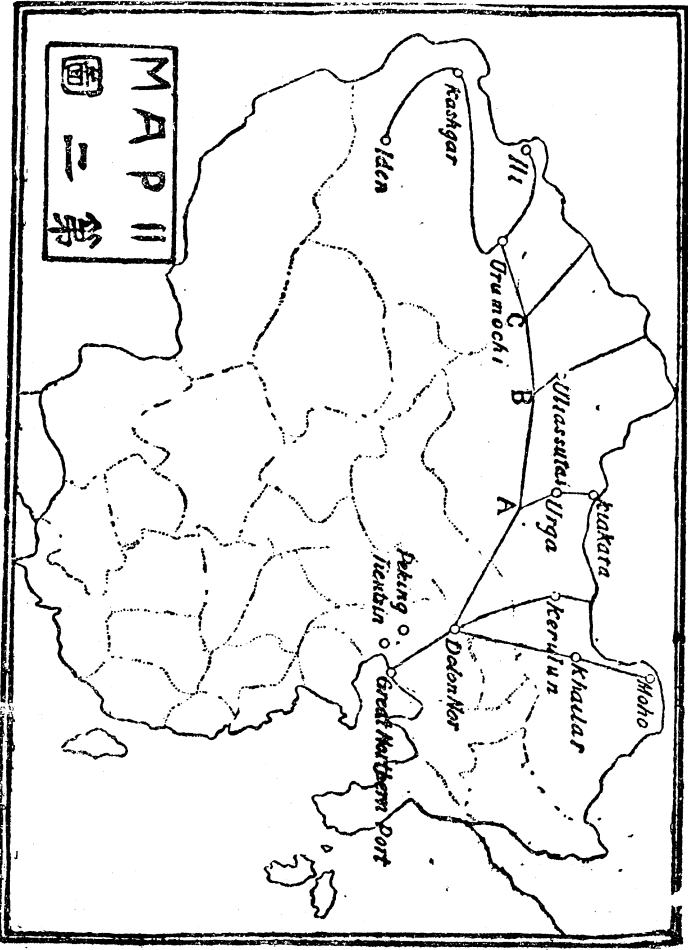 MAP II
第二圖
Moho
Kiakata
Khailar
Uliassutai
Urga
Kerulun
Ili
Urumochi
C
B
A
Kashgar
Dolon Nor
Iden
Peking
Tientsin
Great Northern Port